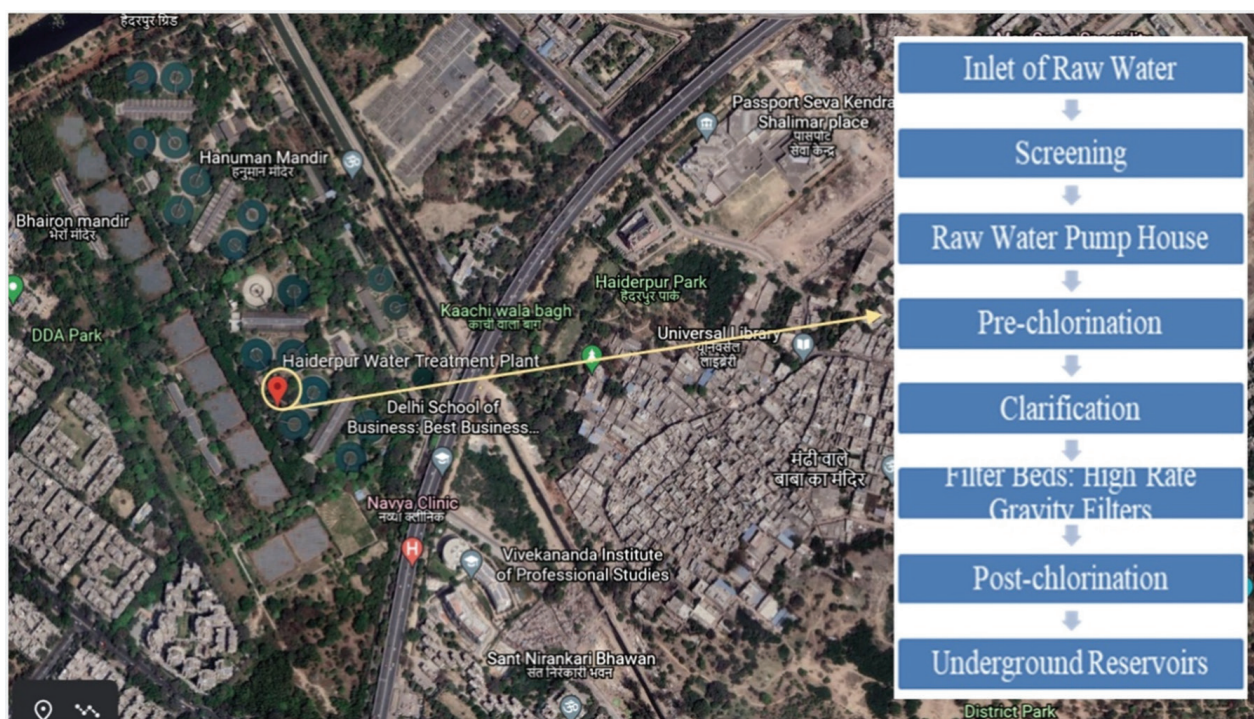 हैदरपुर ग्रिड
Hanuman Mandir
हनुमान मंदिर
Bhairon mandir
भैरों मंदिर
DDA Park
Passport Seva Kendra
Shalimar place
पासपोर्ट
सेवा केन्द्र
Haiderpur Park
हैदरपुर पार्क
Kaachi wala bagh
काची वाला बाग़
Universal Library
यूनिवर्सल
लाइब्रेरी
Haiderpur Water Treatment Plant
Delhi School of
Business: Best Business...
मंढी वाले
बाबा का मंदिर
Navya Clinic
नव्या क्लीनिक
H
Vivekananda Institute
of Professional Studies
Sant Nirankari Bhawan
संत निरंकारी भवन
District Park
Inlet of Raw Water
Screening
Raw Water Pump House
Pre-chlorination
Clarification
Filter Beds: High Rate
Gravity Filters
Post-chlorination
Underground Reservoirs